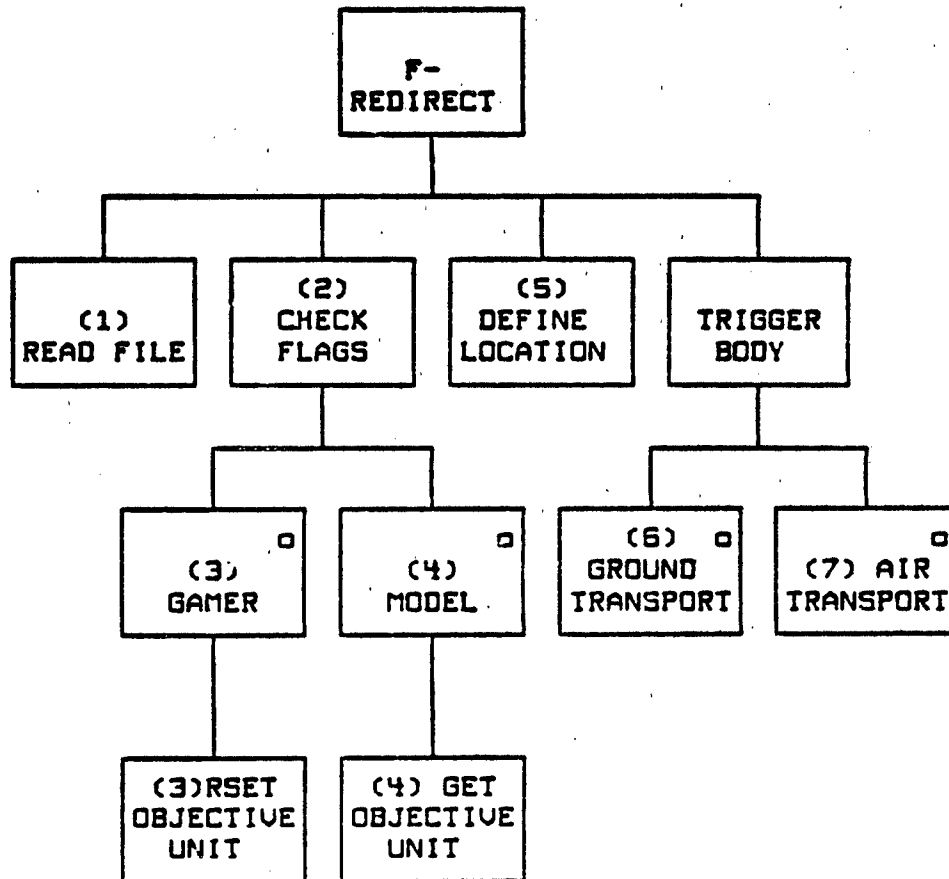 F-
REDIRECT
(1)
READ FILE
(2)
CHECK
FLAGS
(5)
DEFINE
LOCATION
TRIGGER
BODY
(3)
GAMER
(4)
MODEL
(6)
GROUND
TRANSPORT
(7) AIR
TRANSPORT
(3)RSET
OBJECTIVE
UNIT
(4) GET
OBJECTIVE
UNIT